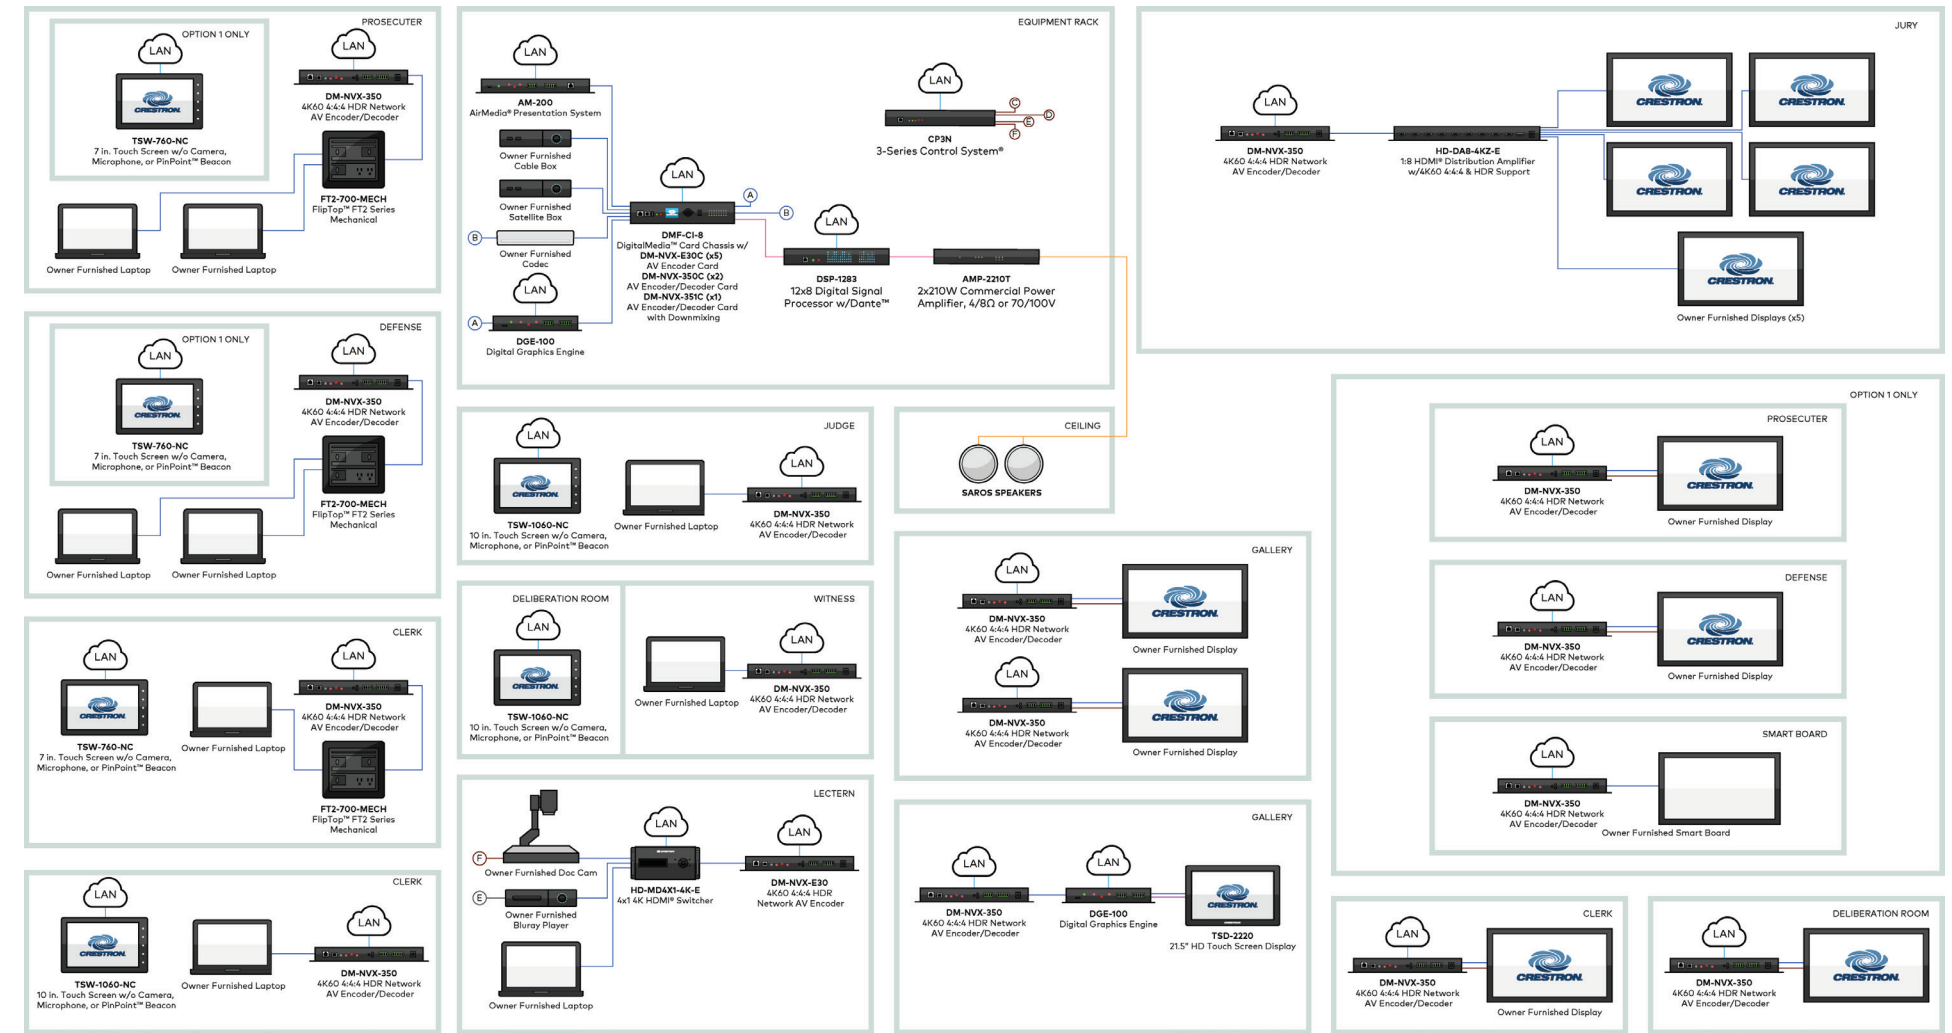 PROSECUTER
OPTION 1 ONLY
LAN
CRESTRON
TSW-760-NC
7 in. Touch Screen w/o Camera,
Microphone, or PinPoint™ Beacon
LAN
DM-NVX-350
4K60 4:4:4 HDR Network
AV Encoder/Decoder
FT2-700-MECH
FlipTop™ FT2 Series
Mechanical
Owner Furnished Laptop
Owner Furnished Laptop
DEFENSE
OPTION 1 ONLY
LAN
CRESTRON
TSW-760-NC
7 in. Touch Screen w/o Camera,
Microphone, or PinPoint™ Beacon
LAN
DM-NVX-350
4K60 4:4:4 HDR Network
AV Encoder/Decoder
FT2-700-MECH
FlipTop™ FT2 Series
Mechanical
Owner Furnished Laptop
Owner Furnished Laptop
CLERK
LAN
CRESTRON
TSW-760-NC
7 in. Touch Screen w/o Camera,
Microphone, or PinPoint™ Beacon
Owner Furnished Laptop
LAN
DM-NVX-350
4K60 4:4:4 HDR Network
AV Encoder/Decoder
FT2-700-MECH
FlipTop™ FT2 Series
Mechanical
CLERK
LAN
CRESTRON
TSW-1060-NC
10 in. Touch Screen w/o Camera,
Microphone, or PinPoint™ Beacon
Owner Furnished Laptop
LAN
DM-NVX-350
4K60 4:4:4 HDR Network
AV Encoder/Decoder
EQUIPMENT RACK
LAN
AM-200
AirMedia® Presentation System
Owner Furnished
Cable Box
Owner Furnished
Satellite Box
B
Owner Furnished
Codec
LAN
A
DGE-100
Digital Graphics Engine
LAN
A
B
DMF-CI-8
DigitalMedia™ Card Chassis w/
DM-NVX-E30C (x5)
AV Encoder Card
DM-NVX-350C (x2)
AV Encoder/Decoder Card
DM-NVX-351C (x1)
AV Encoder/Decoder Card
with Downmixing
LAN
DSP-1283
12x8 Digital Signal
Processor w/Dante™
AMP-2210T
2x210W Commercial Power
Amplifier, 4/8Ω or 70/100V
LAN
C
D
E
F
CP3N
3-Series Control System®
JUDGE
LAN
CRESTRON
TSW-1060-NC
10 in. Touch Screen w/o Camera,
Microphone, or PinPoint™ Beacon
Owner Furnished Laptop
LAN
DM-NVX-350
4K60 4:4:4 HDR Network
AV Encoder/Decoder
CEILING
SAROS SPEAKERS
DELIBERATION ROOM
LAN
CRESTRON
TSW-1060-NC
10 in. Touch Screen w/o Camera,
Microphone, or PinPoint™ Beacon
WITNESS
Owner Furnished Laptop
LAN
DM-NVX-350
4K60 4:4:4 HDR Network
AV Encoder/Decoder
LECTERN
F
Owner Furnished Doc Cam
E
Owner Furnished
Bluray Player
Owner Furnished Laptop
LAN
HD-MD4X1-4K-E
4x1 4K HDMI® Switcher
LAN
DM-NVX-E30
4K60 4:4:4 HDR
Network AV Encoder
GALLERY
LAN
DM-NVX-350
4K60 4:4:4 HDR Network
AV Encoder/Decoder
CRESTRON
Owner Furnished Display
LAN
DM-NVX-350
4K60 4:4:4 HDR Network
AV Encoder/Decoder
CRESTRON
Owner Furnished Display
GALLERY
LAN
DM-NVX-350
4K60 4:4:4 HDR Network
AV Encoder/Decoder
LAN
DGE-100
Digital Graphics Engine
CRESTRON
TSD-2220
21.5" HD Touch Screen Display
JURY
LAN
DM-NVX-350
4K60 4:4:4 HDR Network
AV Encoder/Decoder
HD-DA8-4KZ-E
1:8 HDMI® Distribution Amplifier
w/4K60 4:4:4 & HDR Support
CRESTRON
CRESTRON
CRESTRON
CRESTRON
CRESTRON
Owner Furnished Displays (x5)
OPTION 1 ONLY
PROSECUTER
LAN
DM-NVX-350
4K60 4:4:4 HDR Network
AV Encoder/Decoder
CRESTRON
Owner Furnished Display
DEFENSE
LAN
DM-NVX-350
4K60 4:4:4 HDR Network
AV Encoder/Decoder
CRESTRON
Owner Furnished Display
SMART BOARD
LAN
DM-NVX-350
4K60 4:4:4 HDR Network
AV Encoder/Decoder
Owner Furnished Smart Board
CLERK
LAN
DM-NVX-350
4K60 4:4:4 HDR Network
AV Encoder/Decoder
CRESTRON
Owner Furnished Display
DELIBERATION ROOM
LAN
DM-NVX-350
4K60 4:4:4 HDR Network
AV Encoder/Decoder
CRESTRON